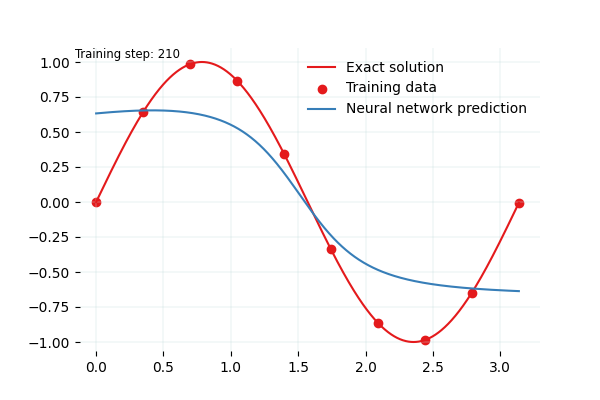 Training step: 210
Exact solution
Training data
Neural network prediction
1.00
0.75
0.50
0.25
0.00
−0.25
−0.50
−0.75
−1.00
0.0 0.5 1.0 1.5 2.0 2.5 3.0